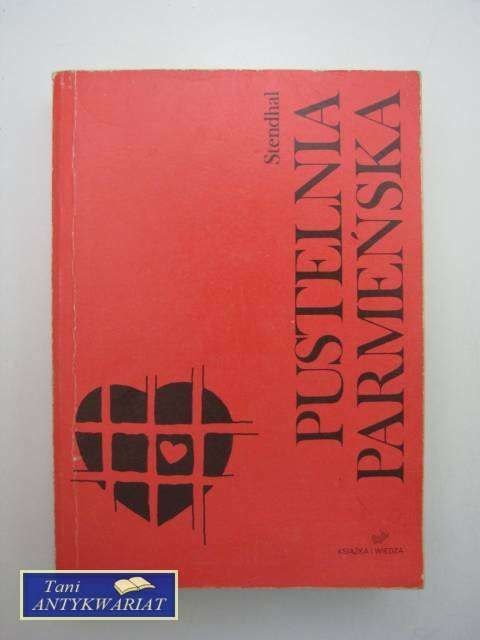 Stendhal
PUSTELNIA
PARMEŃSKA
KSIĄŻKA I WIEDZA
Tani
ANTYKWARIAT